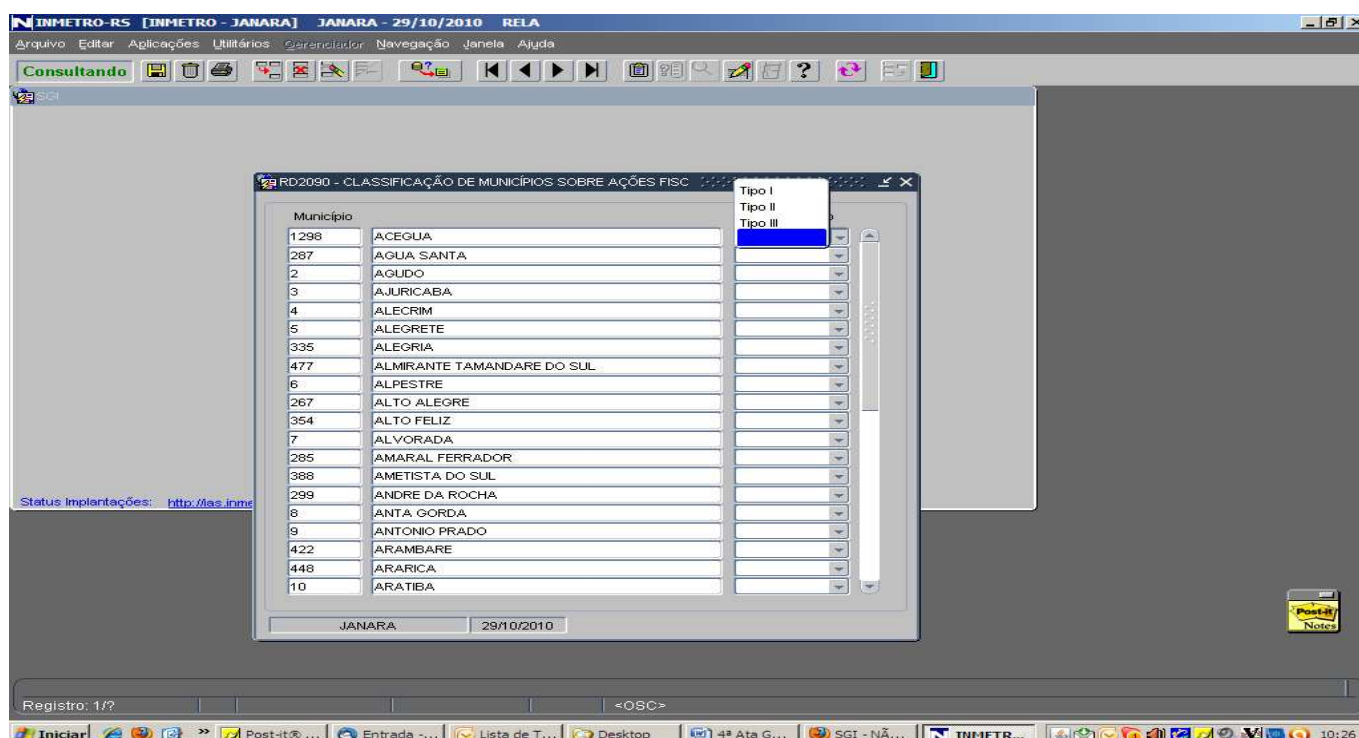 INMETRO-RS [INMETRO - JANARA] JANARA - 29/10/2010 RELA
Arquivo Editar Aplicações Utilitários Gerenciador Navegação Janela Ajuda
Consultando
SGI
RD2090 - CLASSIFICAÇÃO DE MUNICÍPIOS SOBRE AÇÕES FISC
Tipo I
Tipo II
Tipo III
Município
1298 ACEGUA
287 AGUA SANTA
2 AGUDO
3 AJURICABA
4 ALECRIM
5 ALEGRETE
335 ALEGRIA
477 ALMIRANTE TAMANDARE DO SUL
6 ALPESTRE
267 ALTO ALEGRE
354 ALTO FELIZ
7 ALVORADA
285 AMARAL FERRADOR
388 AMETISTA DO SUL
299 ANDRE DA ROCHA
8 ANTA GORDA
9 ANTONIO PRADO
422 ARAMBARE
448 ARARICA
10 ARATIBA
Status Implantações: http://ias.inme
JANARA 29/10/2010
Post-it Notes
Registro: 1/? <OSC>
Iniciar » Post-it® ... Entrada -... Lista de T... Desktop 4ª Ata G... SGI - NÃ... INMETR... 10:26